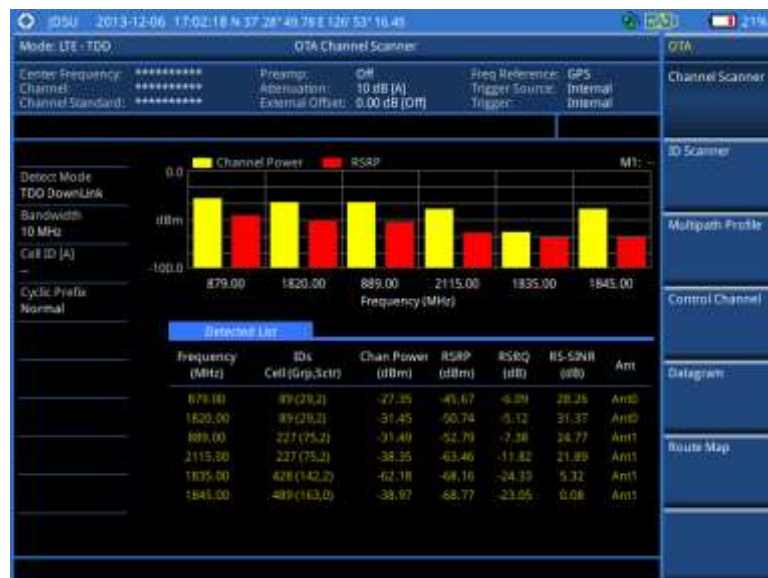 JDSU 2013-12-06 17:02:18 N 37 28' 49.78 E 126' 53" 16.45 21%
Mode: LTE - TDD OTA Channel Scanner OTA
Center Frequency: ********** Preamp: Off Freq Reference: GPS
Channel: ********** Attenuation: 10 dB [A] Trigger Source: Internal
Channel Standard: ********** External Offset: 0.00 dB [Off] Trigger: Internal
Channel Scanner
ID Scanner
Multipath Profile
Control Channel
Datagram
Route Map
Detect Mode
TDD DownLink
Bandwidth
10 MHz
Cell ID [A]
--
Cyclic Prefix
Normal
Channel Power RSRP M1: --
0.0
dBm
-100.0
879.00 1820.00 889.00 2115.00 1835.00 1845.00
Frequency (MHz)
Detected List
Frequency (MHz) IDs Cell (Grp,Sctr) Chan Power (dBm) RSRP (dBm) RSRQ (dB) RS-SINR (dB) Ant
879.00 89 (29,2) -27.35 -45.67 -6.09 28.26 Ant0
1820.00 89 (29,2) -31.45 -50.74 -5.12 31.37 Ant0
889.00 227 (75,2) -31.49 -52.79 -7.38 24.77 Ant1
2115.00 227 (75,2) -38.35 -63.46 -11.82 21.89 Ant1
1835.00 428 (142,2) -62.18 -68.16 -24.33 5.32 Ant1
1845.00 489 (163,0) -38.97 -68.77 -23.05 0.08 Ant1